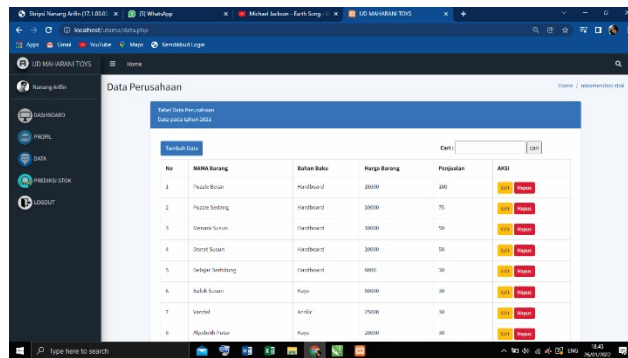 Skripsi Nanang Arifin (17.1.03.0
(5) WhatsApp
Michael Jackson - Earth Song -
UD MAHARANI TOYS
localhost/utama/data.php
Apps Gmail YouTube Maps Kemdikbud Login
UD MAHARANI TOYS
Home
Nanang Arifin
Data Perusahaan
Home / rekomendasi stok
DASHBOARD
PROFIL
DATA
PREDIKSI STOK
LOGOUT
Tabel Data Perusahaan
Data pada tahun 2021
Tambah Data
Cari :
cari
No NAMA Barang Bahan Baku Harga Barang Penjualan AKSI
1 Puzzle Besar Hardboard 15000 100 Edit Hapus
2 Puzzle Sedang Hardboard 10000 75 Edit Hapus
3 Menara Susun Hardboard 10000 50 Edit Hapus
4 Donat Susun Hardboard 10000 50 Edit Hapus
5 Belajar Berhitung Hardboard 8000 30 Edit Hapus
6 Balok Susun Kayu 50000 30 Edit Hapus
7 Vandel Acrilic 25000 30 Edit Hapus
8 Alpabeth Putar Kayu 20000 30 Edit Hapus
Type here to search
ENG
18.45
26/01/2022